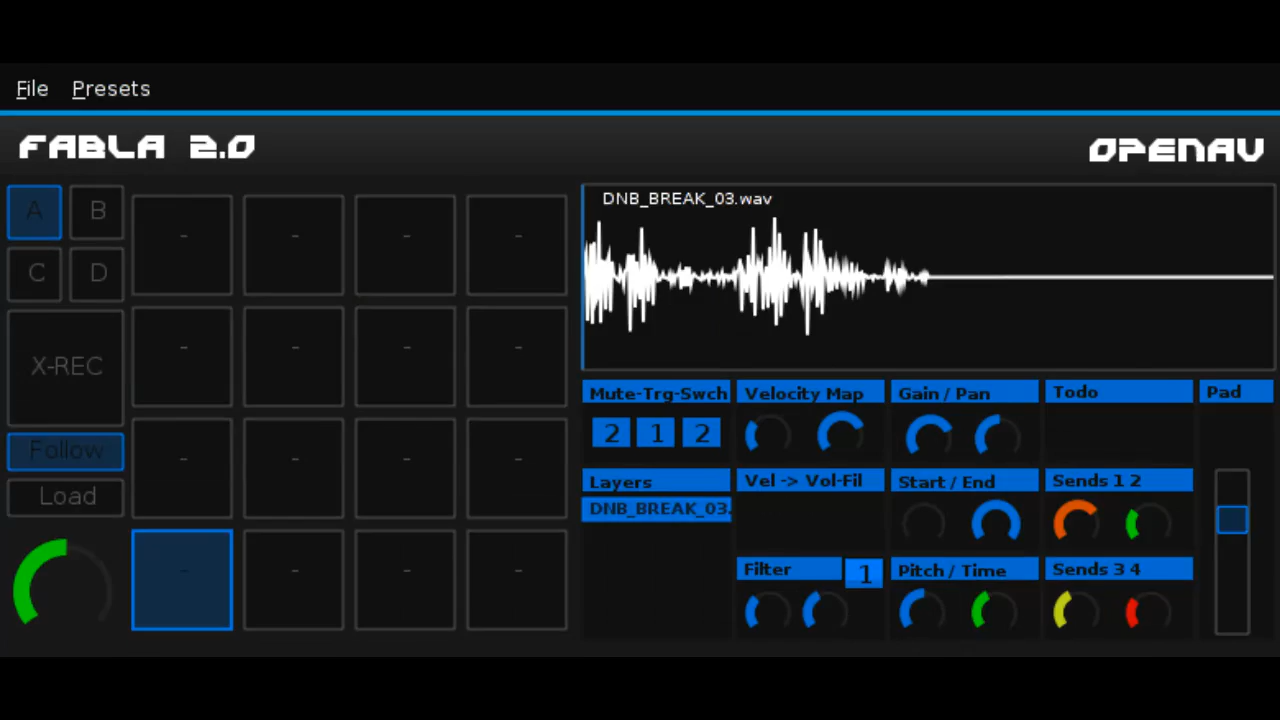 File Presets
FABLA 2.0
OPENAV
A B
C D
X-REC
Follow
Load
- - - -
- - - -
- - - -
- - - -
DNB_BREAK_03.wav
Mute-Trg-Swch Velocity Map Gain / Pan Todo Pad
2 1 2
Layers Vel -> Vol-Fil Start / End Sends 1 2
DNB_BREAK_03.
Filter 1 Pitch / Time Sends 3 4